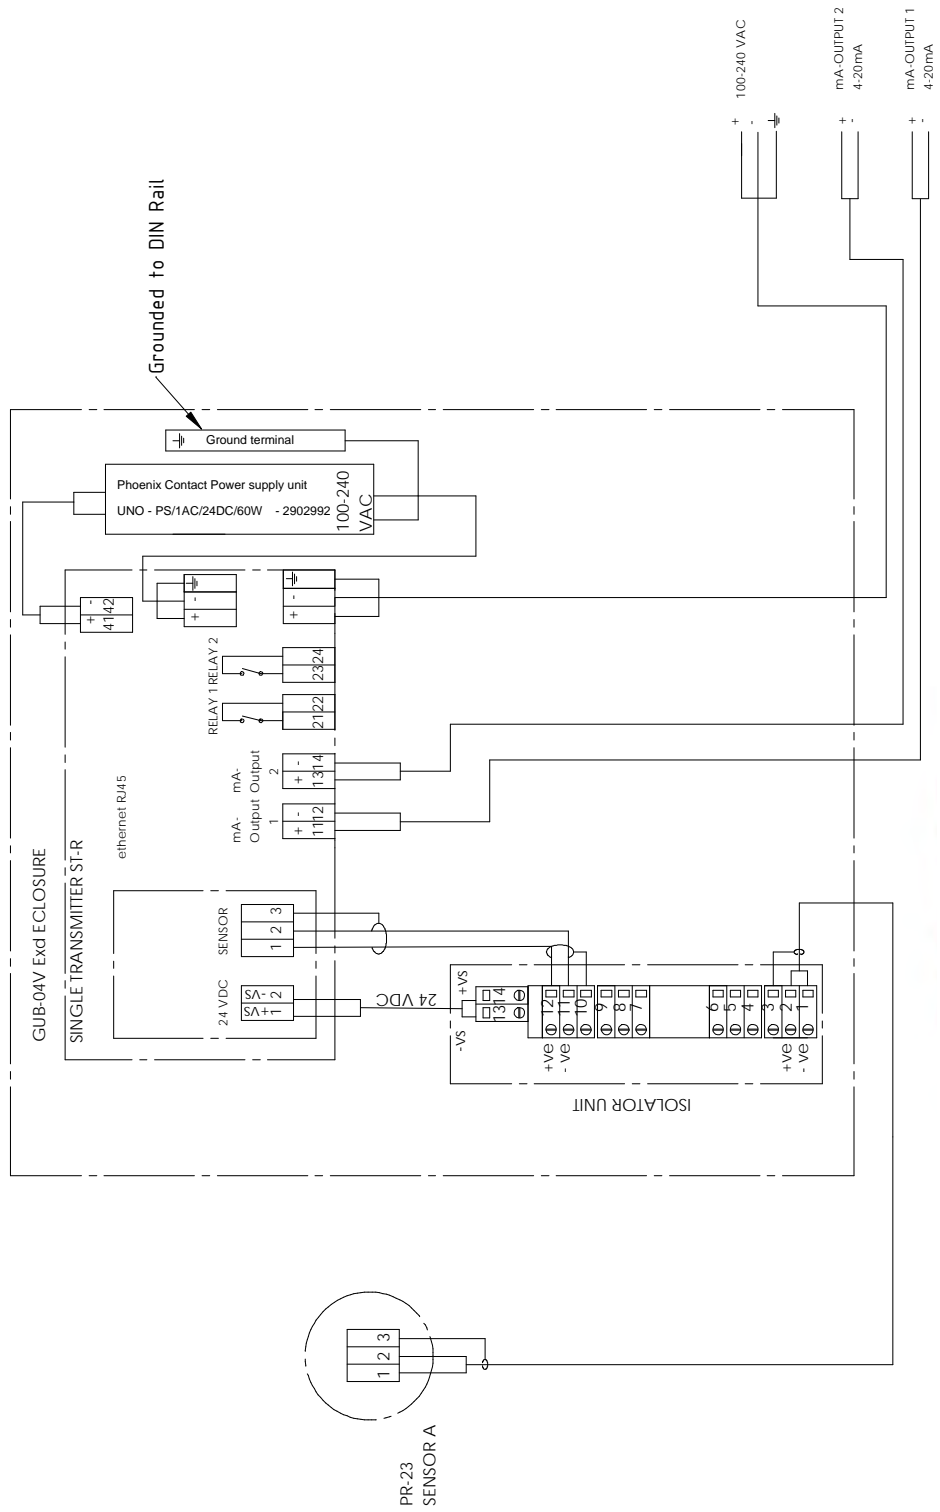 100-240 VAC
+
-
mA-OUTPUT 2
4-20mA
+
-
mA-OUTPUT 1
4-20mA
+
-
Grounded to DIN Rail
Ground terminal
Phoenix Contact Power supply unit
UNO - PS/1AC/24DC/60W - 2902992
100-240
VAC
GUB-04V Exd ECLOSURE
SINGLE TRANSMITTER ST-R
ethernet RJ45
+ -
41 42
+ -
+ -
RELAY 1 RELAY 2
23 24
21 22
mA-
Output
2
+ -
13 14
mA-
Output
1
+ -
11 12
SENSOR
1 2 3
24 VDC
+VS -VS
1 2
24 VDC
-VS
+VS
13 14
12
11
10
9
8
7
6
5
4
3
2
1
+ve
- ve
+ve
- ve
ISOLATOR UNIT
1 2 3
PR-23
SENSOR A